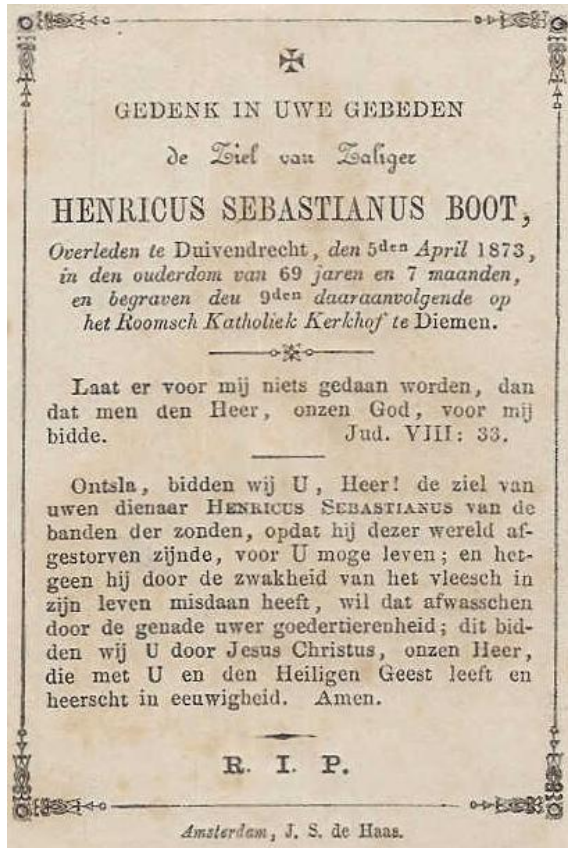 GEDENK IN UWE GEBEDEN
de Ziel van Zaliger
HENRICUS SEBASTIANUS BOOT,
Overleden te Duivendrecht, den 5den April 1873,
in den ouderdom van 69 jaren en 7 maanden,
en begraven deu 9den daaraanvolgende op
het Roomsch Katholiek Kerkhof te Diemen.
Laat er voor mij niets gedaan worden, dan
dat men den Heer, onzen God, voor mij
bidde. Jud. VIII: 33.
Ontsla, bidden wij U, Heer! de ziel van
uwen dienaar HENRICUS SEBASTIANUS van de
banden der zonden, opdat hij dezer wereld af-
gestorven zijnde, voor U moge leven; en het-
geen hij door de zwakheid van het vleesch in
zijn leven misdaan heeft, wil dat afwasschen
door de genade uwer goedertierenheid; dit bid-
den wij U door Jesus Christus, onzen Heer,
die met U en den Heiligen Geest leeft en
heerscht in eeuwigheid. Amen.
R. I. P.
Amsterdam, J. S. de Haas.